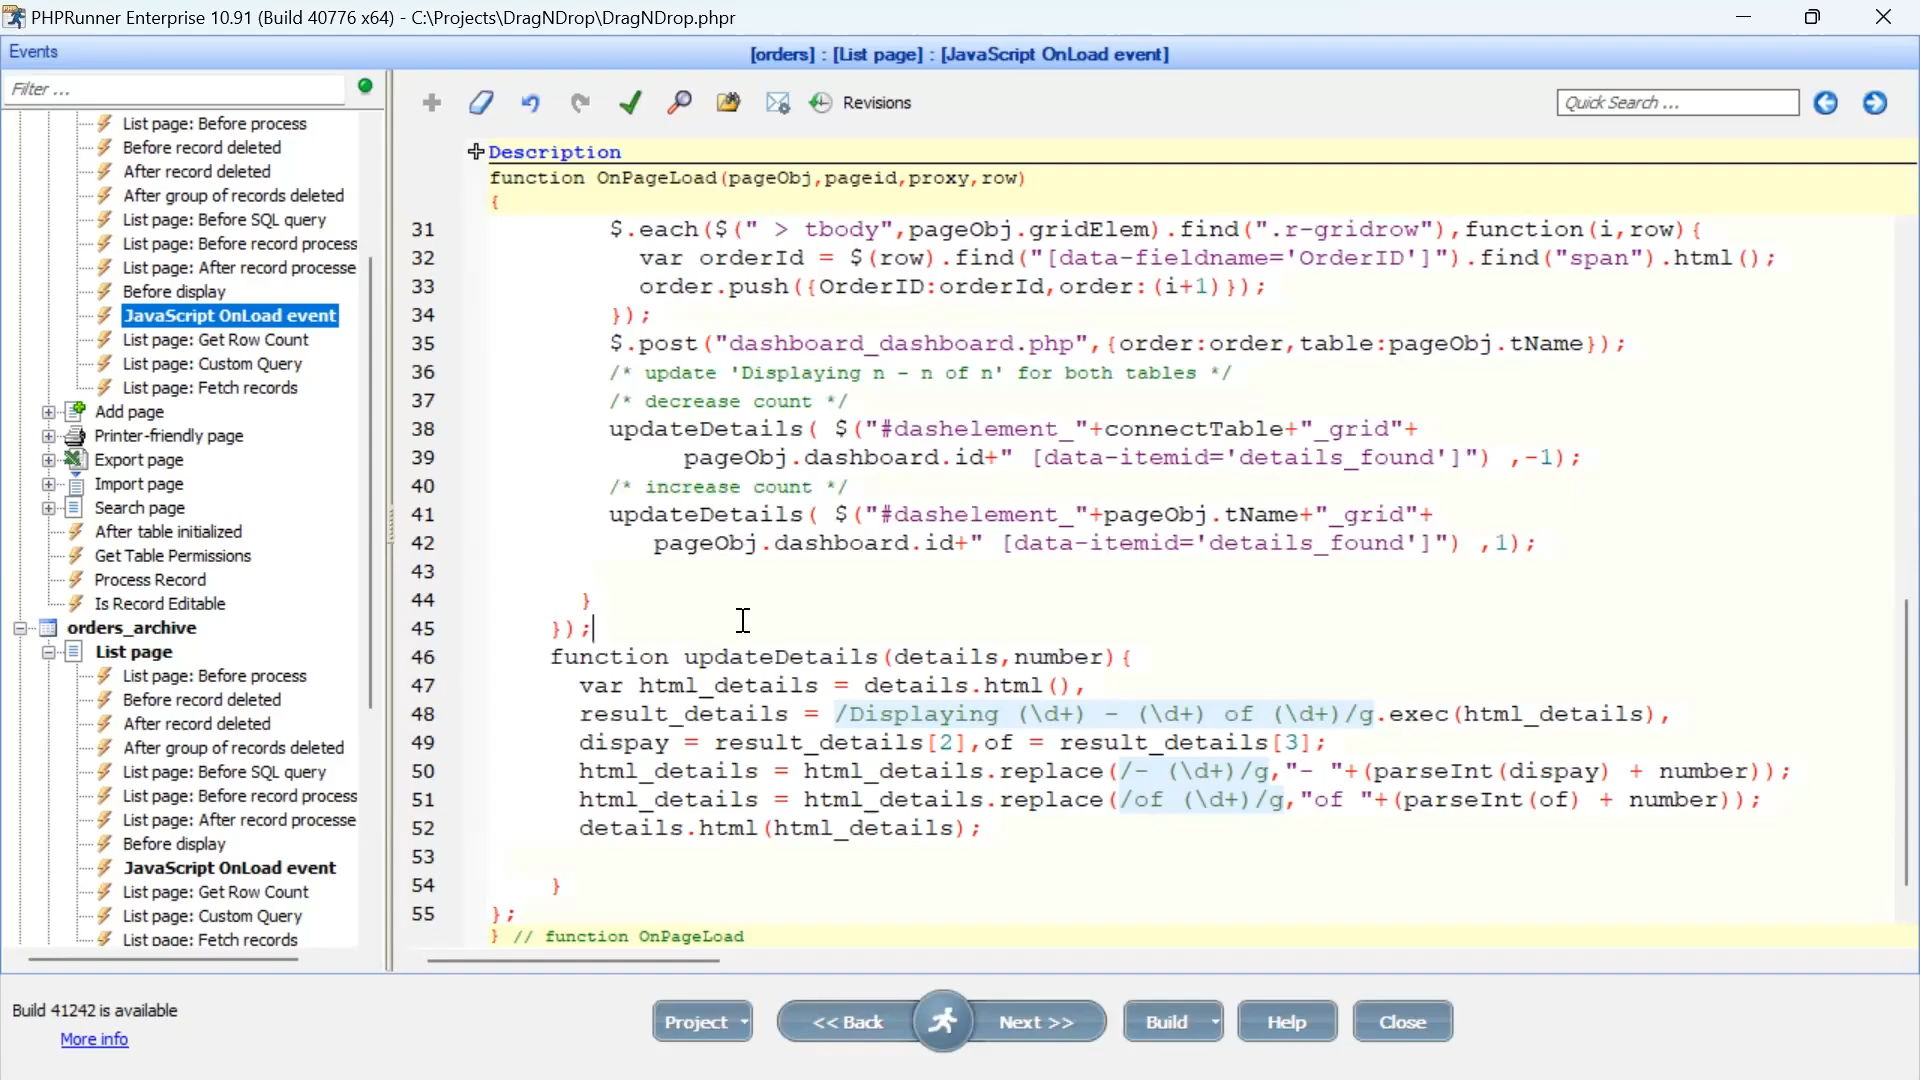 PHPRunner Enterprise 10.91 (Build 40776 x64) - C:\Projects\DragNDrop\DragNDrop.phpr
Events
[orders] : [List page] : [JavaScript OnLoad event]
Filter ...
Revisions
Quick Search ...
List page: Before process
Before record deleted
After record deleted
After group of records deleted
List page: Before SQL query
List page: Before record process
List page: After record processe
Before display
JavaScript OnLoad event
List page: Get Row Count
List page: Custom Query
List page: Fetch records
Add page
Printer-friendly page
Export page
Import page
Search page
After table initialized
Get Table Permissions
Process Record
Is Record Editable
orders_archive
List page
List page: Before process
Before record deleted
After record deleted
After group of records deleted
List page: Before SQL query
List page: Before record process
List page: After record processe
Before display
JavaScript OnLoad event
List page: Get Row Count
List page: Custom Query
List page: Fetch records
Description
function OnPageLoad(pageObj,pageid,proxy,row)
{
31 $.each($(" > tbody",pageObj.gridElem).find(".r-gridrow"),function(i,row){
32 var orderId = $(row).find("[data-fieldname='OrderID']").find("span").html();
33 order.push({OrderID:orderId,order:(i+1)});
34 });
35 $.post("dashboard_dashboard.php",{order:order,table:pageObj.tName});
36 /* update 'Displaying n - n of n' for both tables */
37 /* decrease count */
38 updateDetails( $("#dashelement_"+connectTable+"_grid"+
39 pageObj.dashboard.id+" [data-itemid='details_found']") ,-1);
40 /* increase count */
41 updateDetails( $("#dashelement_"+pageObj.tName+"_grid"+
42 pageObj.dashboard.id+" [data-itemid='details_found']") ,1);
43
44 }
45 });
46 function updateDetails(details,number){
47 var html_details = details.html(),
48 result_details = /Displaying (\d+) - (\d+) of (\d+)/g.exec(html_details),
49 dispay = result_details[2],of = result_details[3];
50 html_details = html_details.replace(/- (\d+)/g,"- "+(parseInt(dispay) + number));
51 html_details = html_details.replace(/of (\d+)/g,"of "+(parseInt(of) + number));
52 details.html(html_details);
53
54 }
55 };
} // function OnPageLoad
Build 41242 is available
More info
Project
<< Back
Next >>
Build
Help
Close